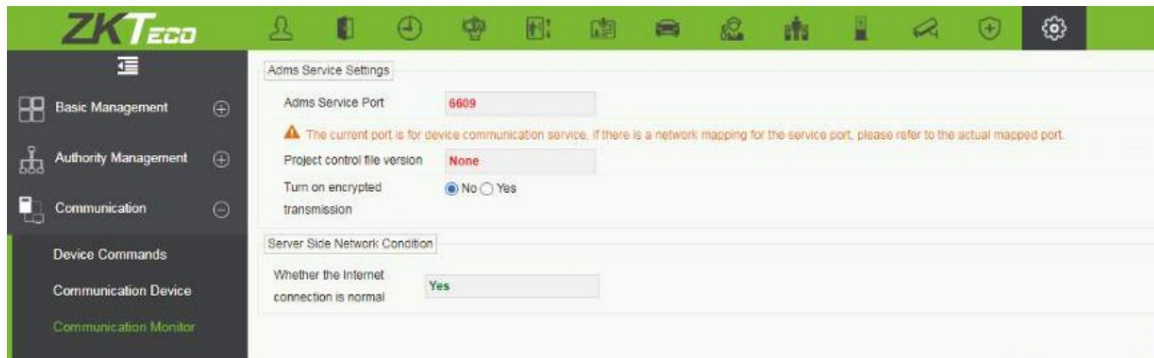 ZKTeco
Adms Service Settings
Basic Management
Adms Service Port 6609
The current port is for device communication service, if there is a network mapping for the service port, please refer to the actual mapped port.
Authority Management
Project control file version None
Turn on encrypted No Yes
transmission
Communication
Server Side Network Condition
Device Commands
Whether the Internet
connection is normal Yes
Communication Device
Communication Monitor